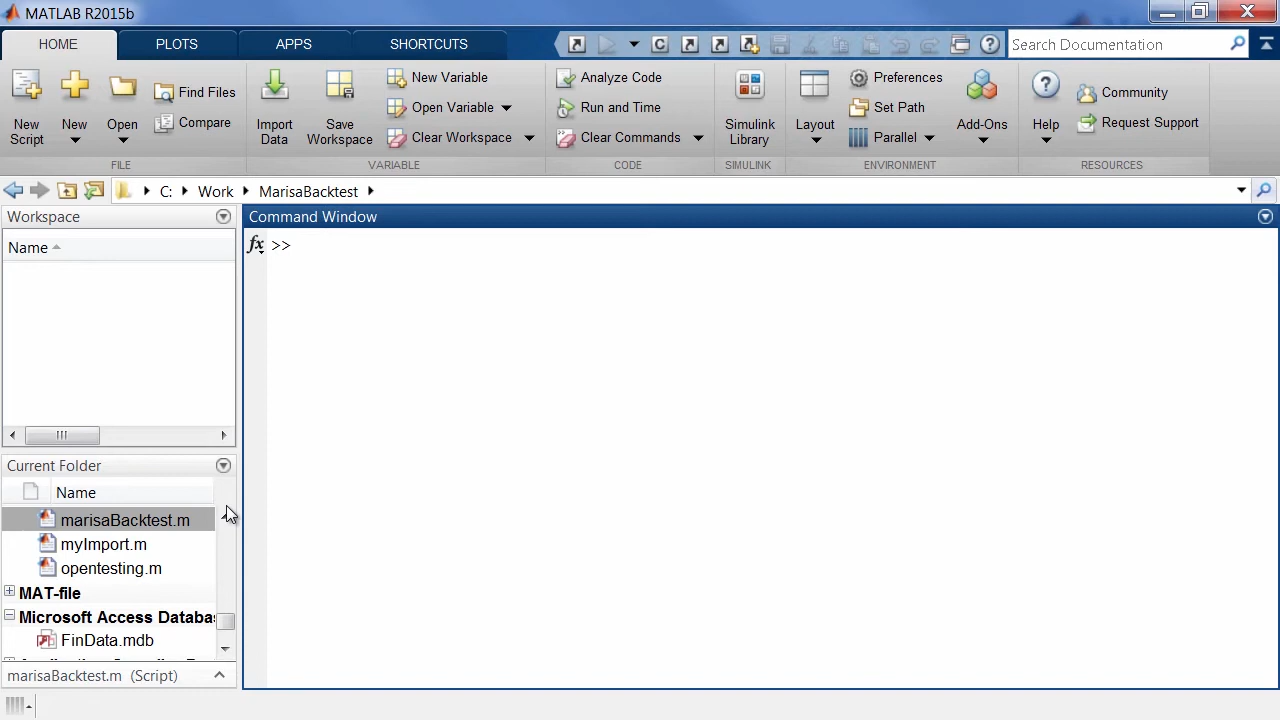 MATLAB R2015b
HOME PLOTS APPS SHORTCUTS Search Documentation
New Script New Open Find Files Compare
FILE
Import Data Save Workspace New Variable Open Variable Clear Workspace
VARIABLE
Analyze Code Run and Time Clear Commands
CODE
Simulink Library
SIMULINK
Layout Preferences Set Path Parallel Add-Ons
ENVIRONMENT
Help Community Request Support
RESOURCES
C: Work MarisaBacktest
Workspace
Name
Command Window
fx >>
Current Folder
Name
marisaBacktest.m
myImport.m
opentesting.m
MAT-file
Microsoft Access Databa
FinData.mdb
marisaBacktest.m (Script)